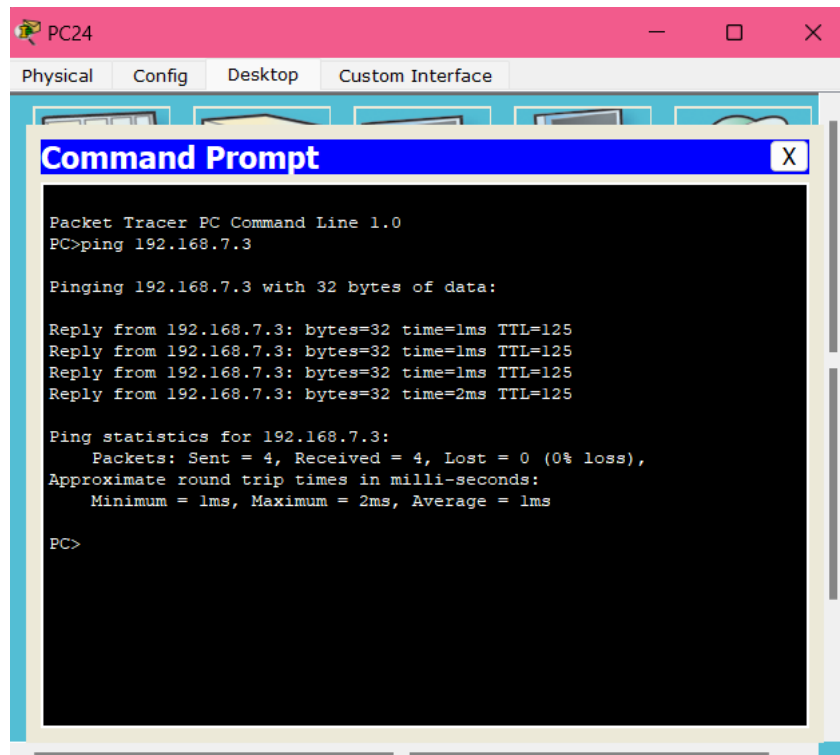 PC24
Physical Config Desktop Custom Interface
Command Prompt X
Packet Tracer PC Command Line 1.0
PC>ping 192.168.7.3
Pinging 192.168.7.3 with 32 bytes of data:
Reply from 192.168.7.3: bytes=32 time=1ms TTL=125
Reply from 192.168.7.3: bytes=32 time=1ms TTL=125
Reply from 192.168.7.3: bytes=32 time=1ms TTL=125
Reply from 192.168.7.3: bytes=32 time=2ms TTL=125
Ping statistics for 192.168.7.3:
Packets: Sent = 4, Received = 4, Lost = 0 (0% loss),
Approximate round trip times in milli-seconds:
Minimum = 1ms, Maximum = 2ms, Average = 1ms
PC>